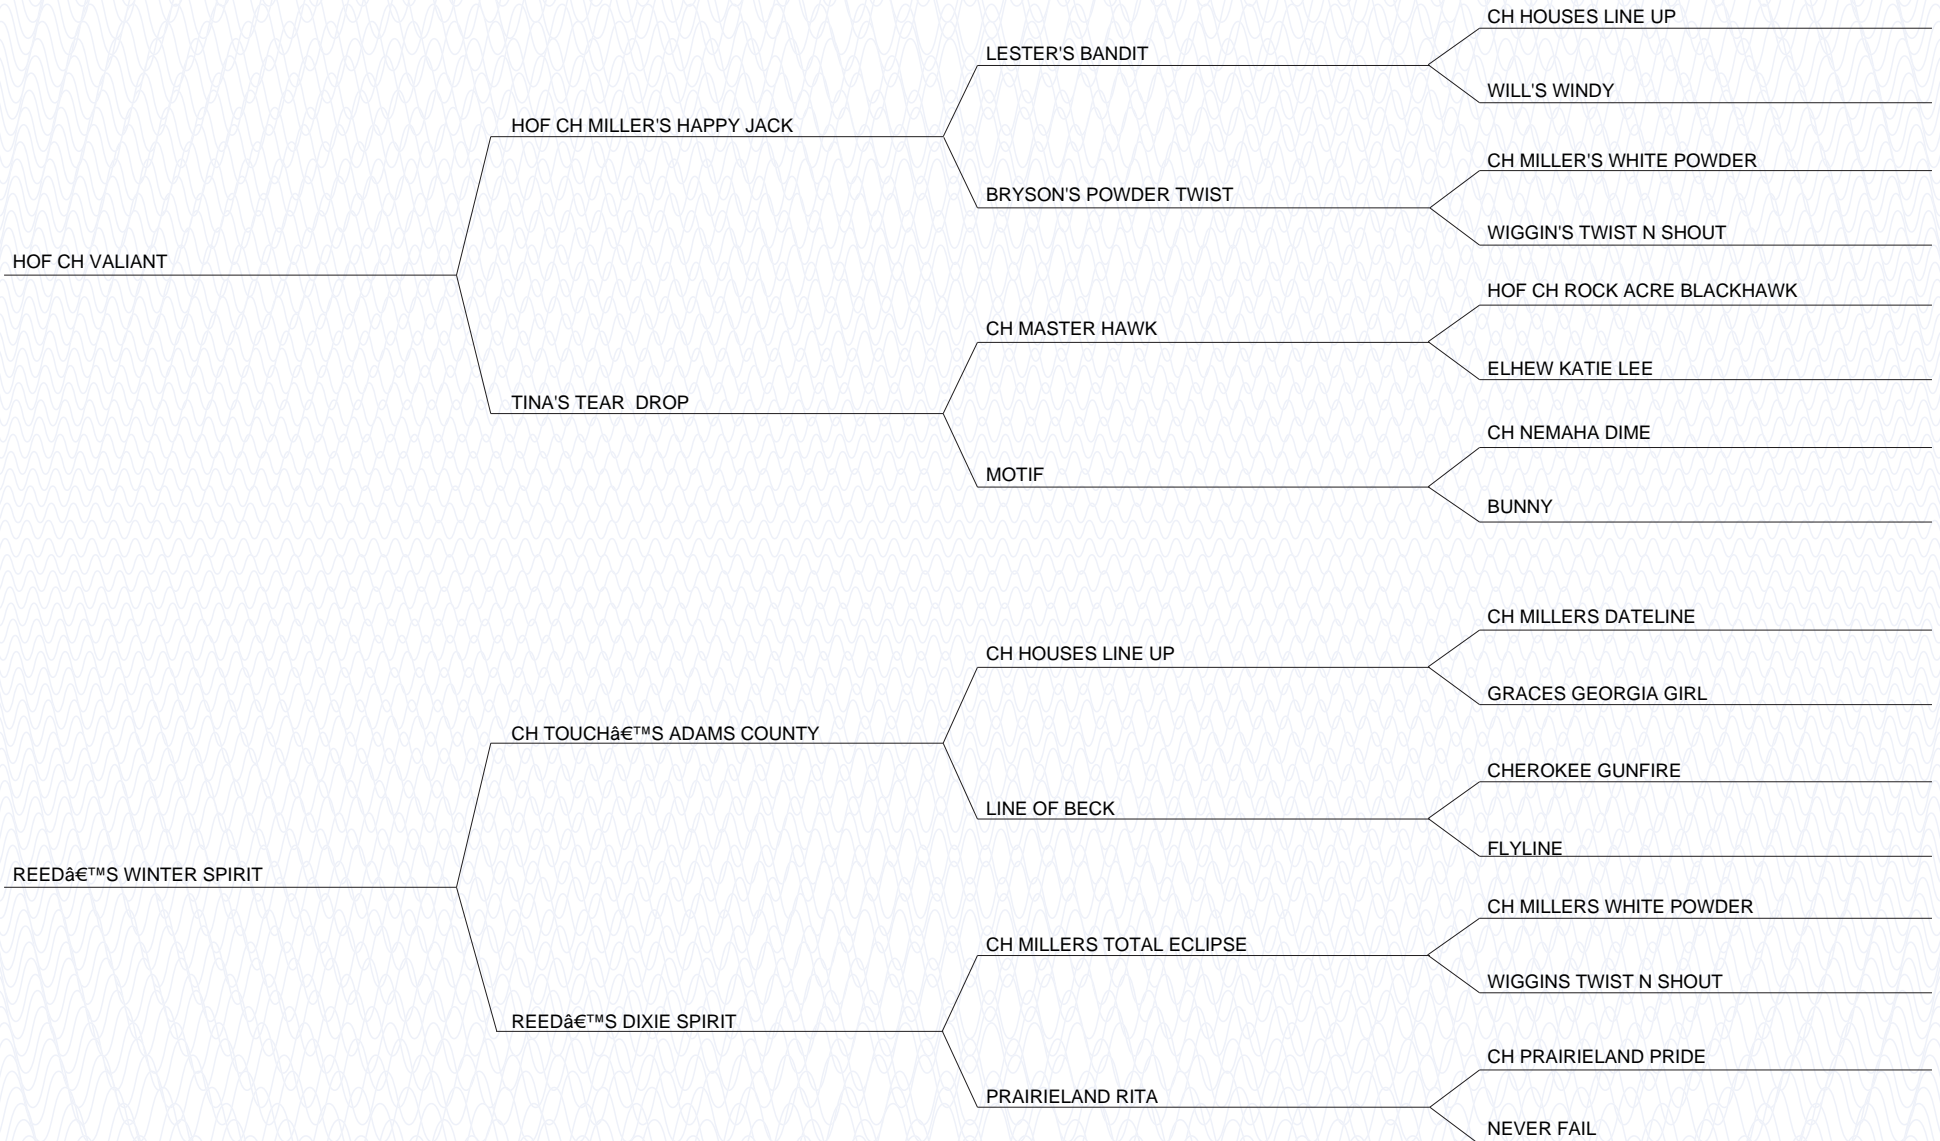 CH HOUSES LINE UP
LESTER'S BANDIT
WILL'S WINDY
HOF CH MILLER'S HAPPY JACK
CH MILLER'S WHITE POWDER
BRYSON'S POWDER TWIST
WIGGIN'S TWIST N SHOUT
HOF CH VALIANT
HOF CH ROCK ACRE BLACKHAWK
CH MASTER HAWK
ELHEW KATIE LEE
TINA'S TEAR  DROP
CH NEMAHA DIME
MOTIF
BUNNY
CH MILLERS DATELINE
CH HOUSES LINE UP
GRACES GEORGIA GIRL
CH TOUCHâ€™S ADAMS COUNTY
CHEROKEE GUNFIRE
LINE OF BECK
FLYLINE
REEDâ€™S WINTER SPIRIT
CH MILLERS WHITE POWDER
CH MILLERS TOTAL ECLIPSE
WIGGINS TWIST N SHOUT
REEDâ€™S DIXIE SPIRIT
CH PRAIRIELAND PRIDE
PRAIRIELAND RITA
NEVER FAIL